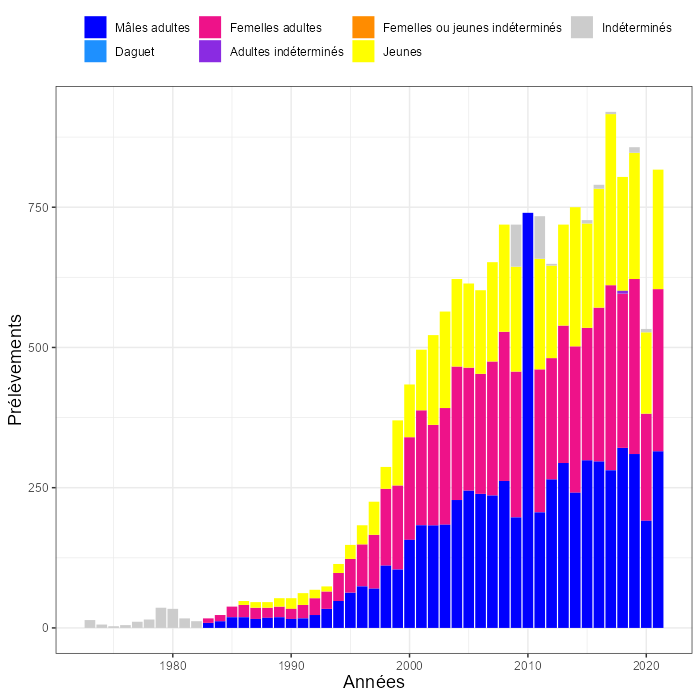 Mâles adultes Femelles adultes Femelles ou jeunes indéterminés Indéterminés
Daguet Adultes indéterminés Jeunes
750
500
250
0
Prélèvements
1980 1990 2000 2010 2020
Années